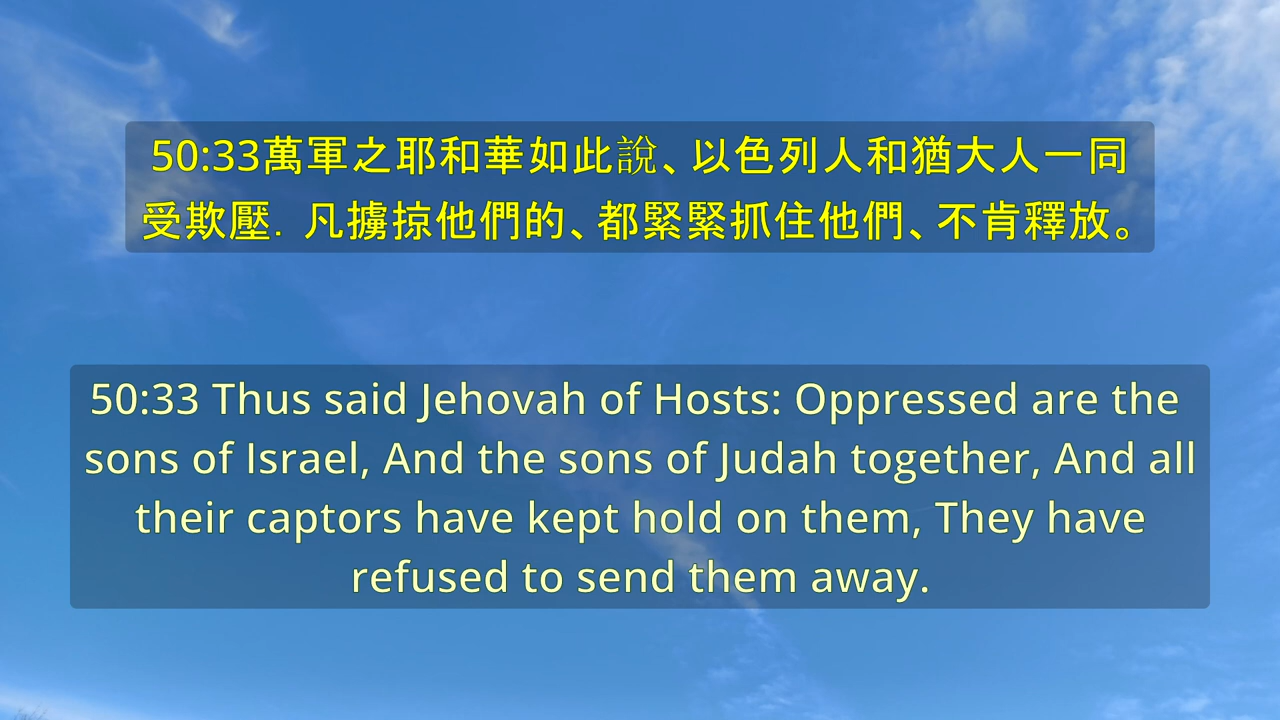 50:33萬軍之耶和華如此說、以色列人和猶大人一同
受欺壓．凡擄掠他們的、都緊緊抓住他們、不肯釋放。
50:33 Thus said Jehovah of Hosts: Oppressed are the
sons of Israel, And the sons of Judah together, And all
their captors have kept hold on them, They have
refused to send them away.